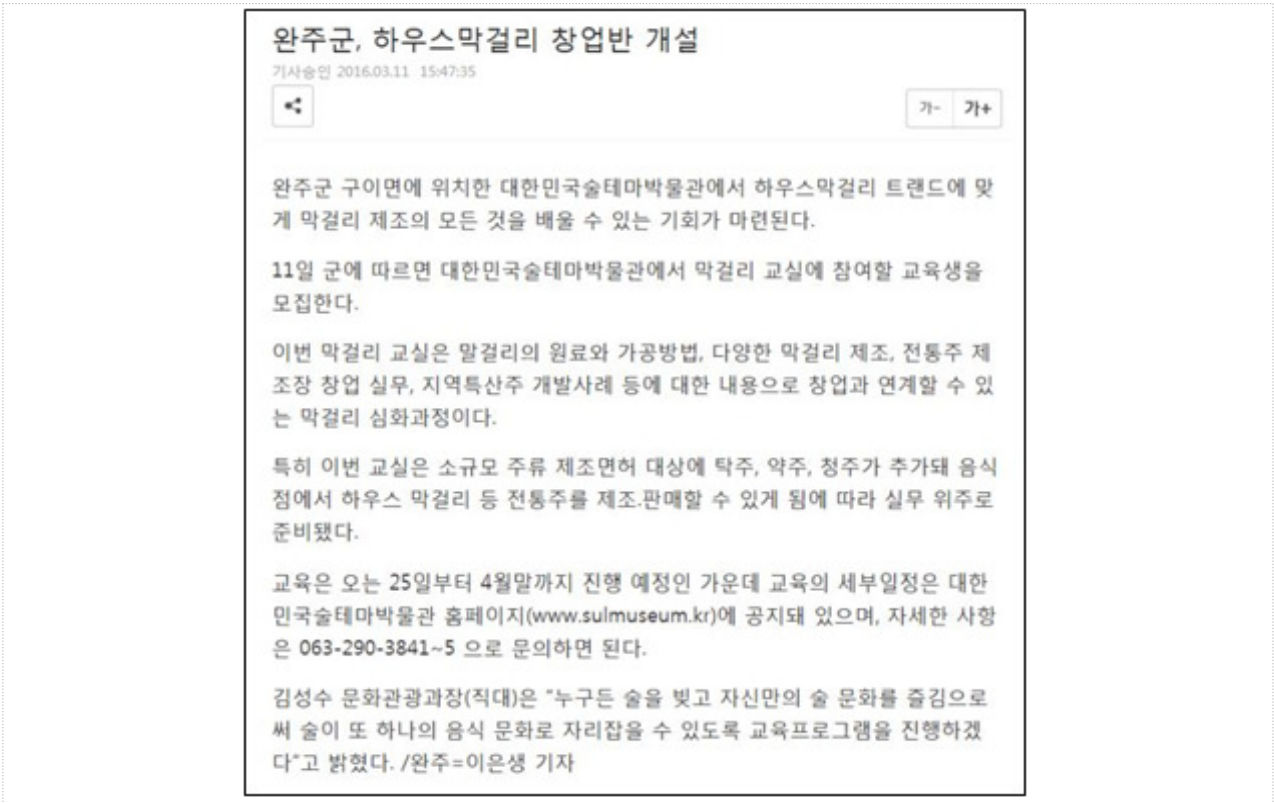 완주군, 하우스막걸리 창업반 개설
기사승인 2016.03.11 15:47:35
가- 가+
완주군 구이면에 위치한 대한민국술테마박물관에서 하우스막걸리 트랜드에 맞
게 막걸리 제조의 모든 것을 배울 수 있는 기회가 마련된다.
11일 군에 따르면 대한민국술테마박물관에서 막걸리 교실에 참여할 교육생을
모집한다.
이번 막걸리 교실은 말걸리의 원료와 가공방법, 다양한 막걸리 제조, 전통주 제
조장 창업 실무, 지역특산주 개발사례 등에 대한 내용으로 창업과 연계할 수 있
는 막걸리 심화과정이다.
특히 이번 교실은 소규모 주류 제조면허 대상에 탁주, 약주, 청주가 추가돼 음식
점에서 하우스 막걸리 등 전통주를 제조.판매할 수 있게 됨에 따라 실무 위주로
준비됐다.
교육은 오는 25일부터 4월말까지 진행 예정인 가운데 교육의 세부일정은 대한
민국술테마박물관 홈페이지(www.sulmuseum.kr)에 공지돼 있으며, 자세한 사항
은 063-290-3841~5 으로 문의하면 된다.
김성수 문화관광과장(직대)은 "누구든 술을 빚고 자신만의 술 문화를 즐김으로
써 술이 또 하나의 음식 문화로 자리잡을 수 있도록 교육프로그램을 진행하겠
다"고 밝혔다. /완주=이은생 기자